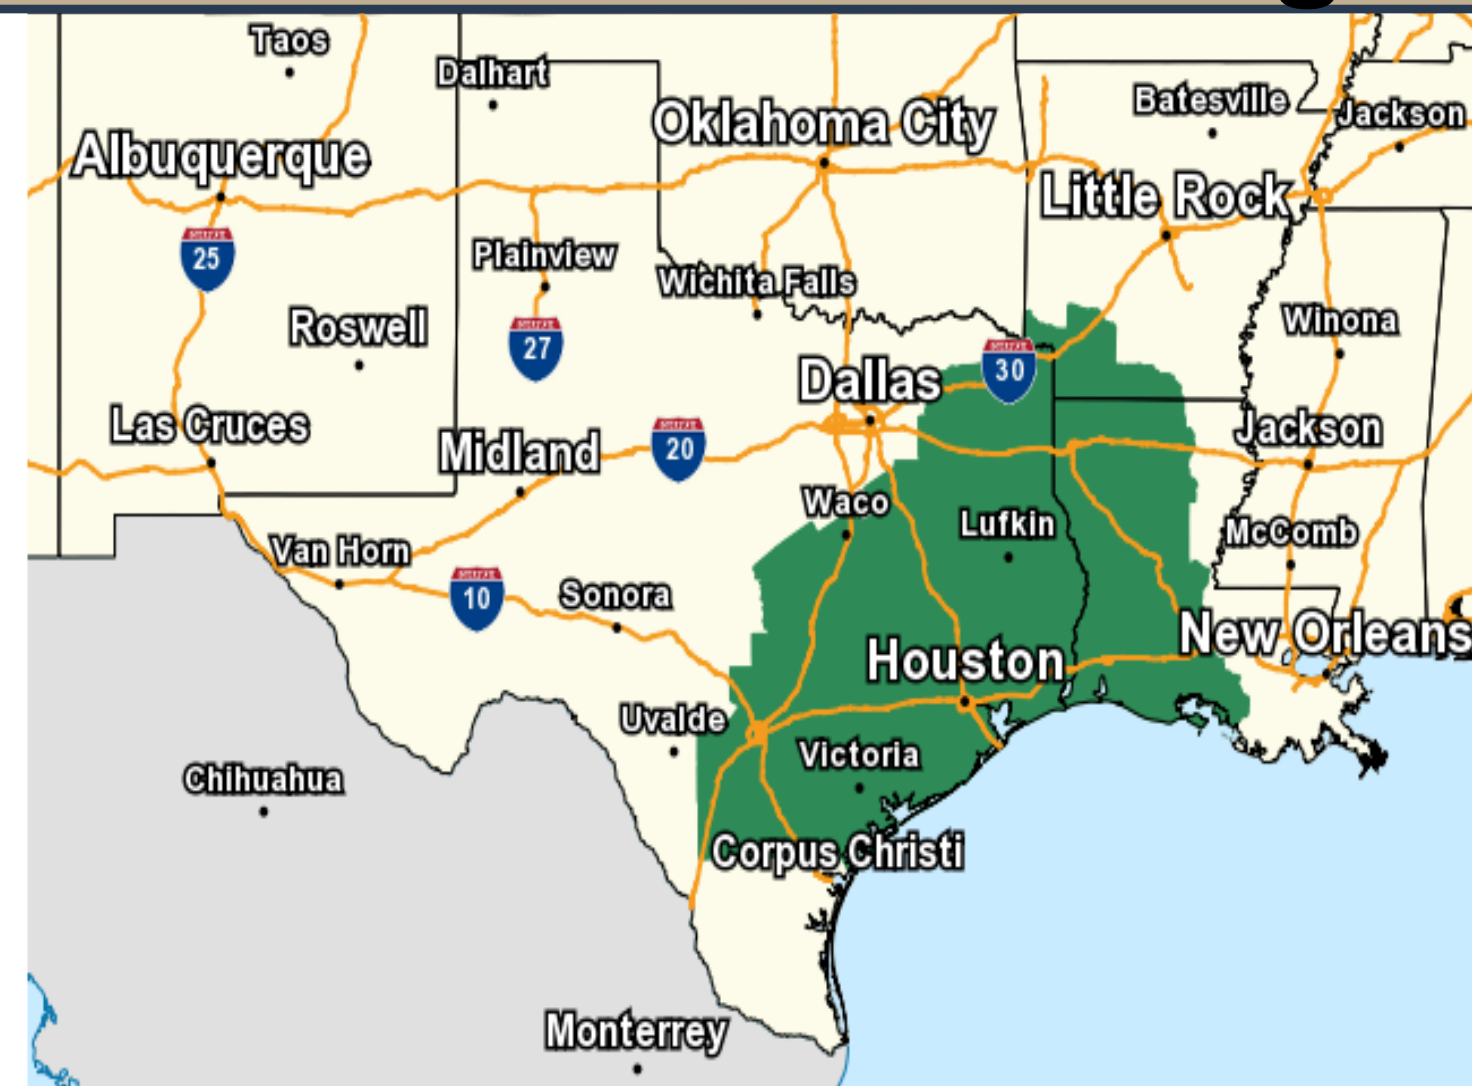 Taos
Dalhart
Batesville
Jackson
Oklahoma City
Albuquerque
Little Rock
25
Plainview
Wichita Falls
Roswell
27
Winona
30
Dallas
Las Cruces
Midland
20
Jackson
Waco
Lufkin
McComb
Van Horn
10
Sonora
New Orleans
Houston
Uvalde
Victoria
Chihuahua
Corpus Christi
Monterrey